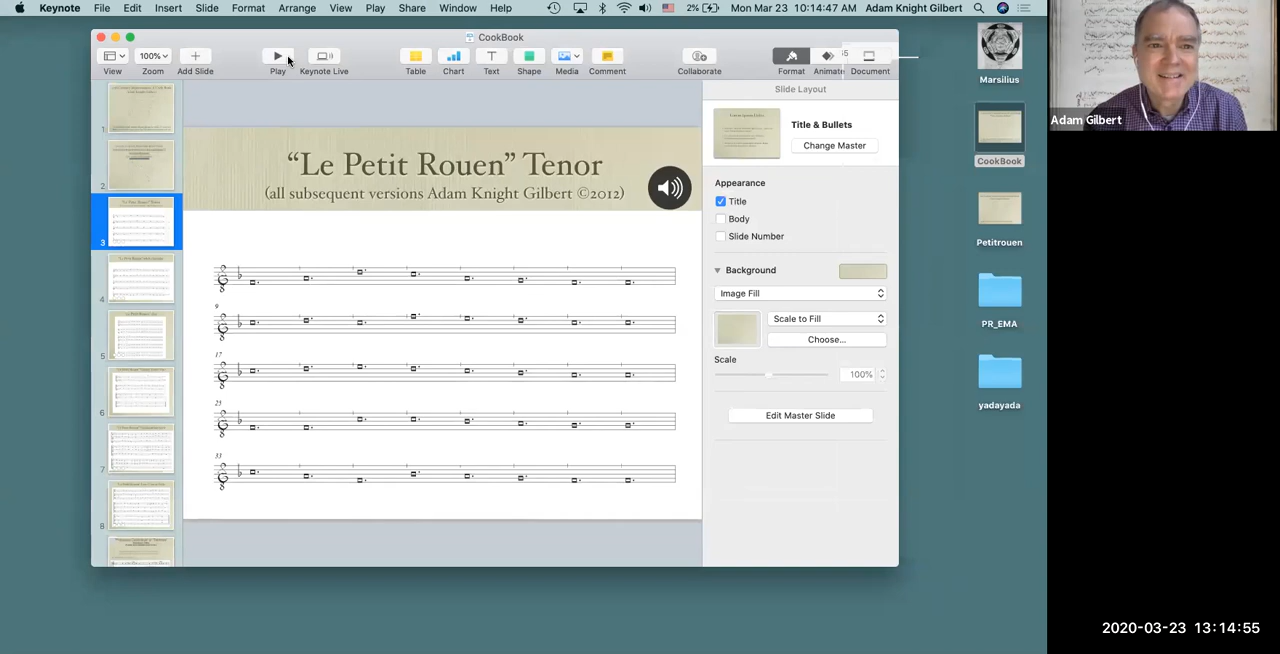 Keynote File Edit Insert Slide Format Arrange View Play Share Window Help 2% Mon Mar 23 10:14:47 AM Adam Knight Gilbert
CookBook
100%
View Zoom Add Slide Play Keynote Live Table Chart Text Shape Media Comment Collaborate Format Animate Document
Slide Layout
Title & Bullets
Change Master
Appearance
Title
Body
Slide Number
Background
Image Fill
Scale to Fill
Choose...
Scale
100%
Edit Master Slide
1
2
3
4
5
6
7
8
“Le Petit Rouen” Tenor
(all subsequent versions Adam Knight Gilbert ©2012)
9
17
25
33
Marsilius
CookBook
Petitrouen
PR_EMA
yadayada
Adam Gilbert
2020-03-23 13:14:55